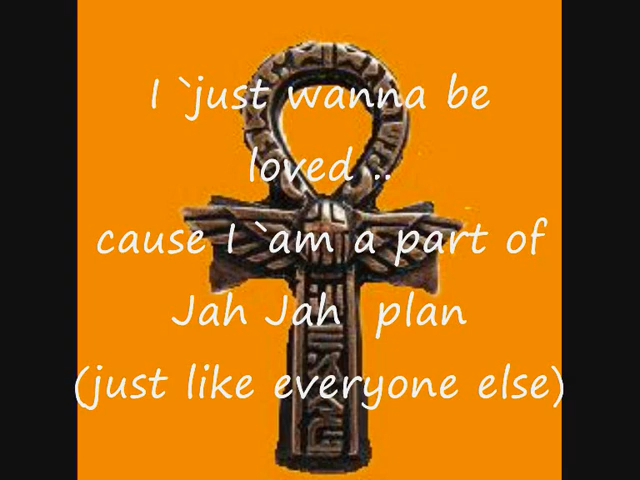 I `just wanna be
loved ..
cause I `am a part of
Jah Jah plan
(just like everyone else)